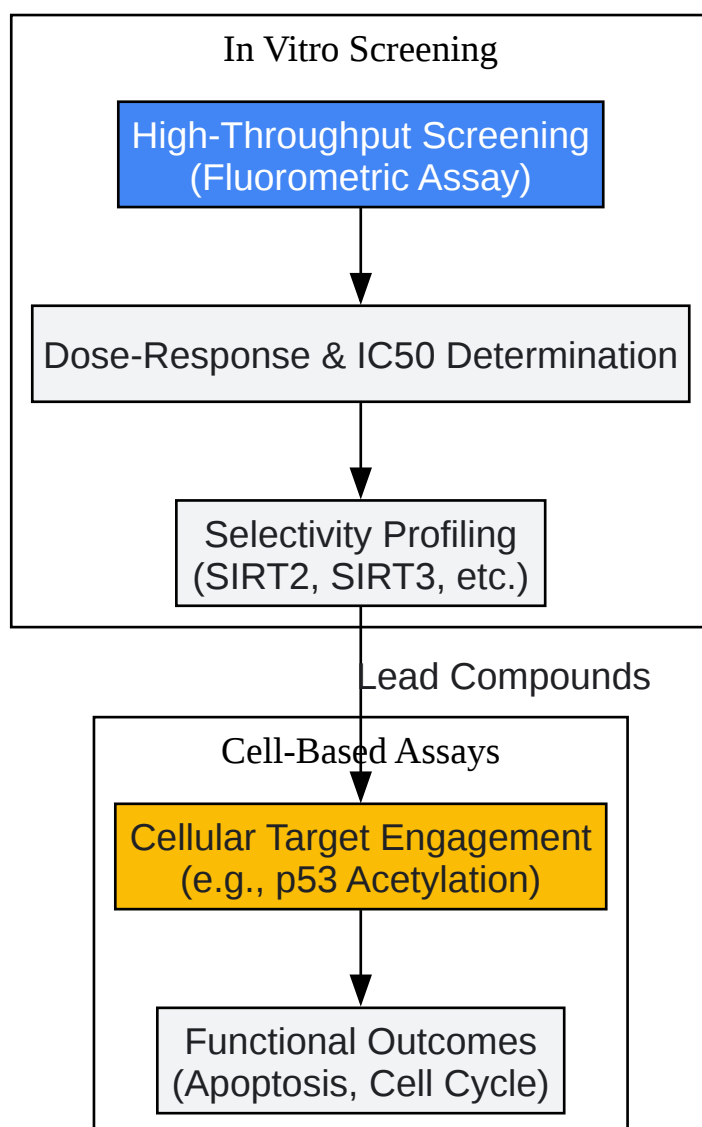 In Vitro Screening
High-Throughput Screening
(Fluorometric Assay)
Dose-Response & IC50 Determination
Selectivity Profiling
(SIRT2, SIRT3, etc.)
Lead Compounds
Cell-Based Assays
Cellular Target Engagement
(e.g., p53 Acetylation)
Functional Outcomes
(Apoptosis, Cell Cycle)